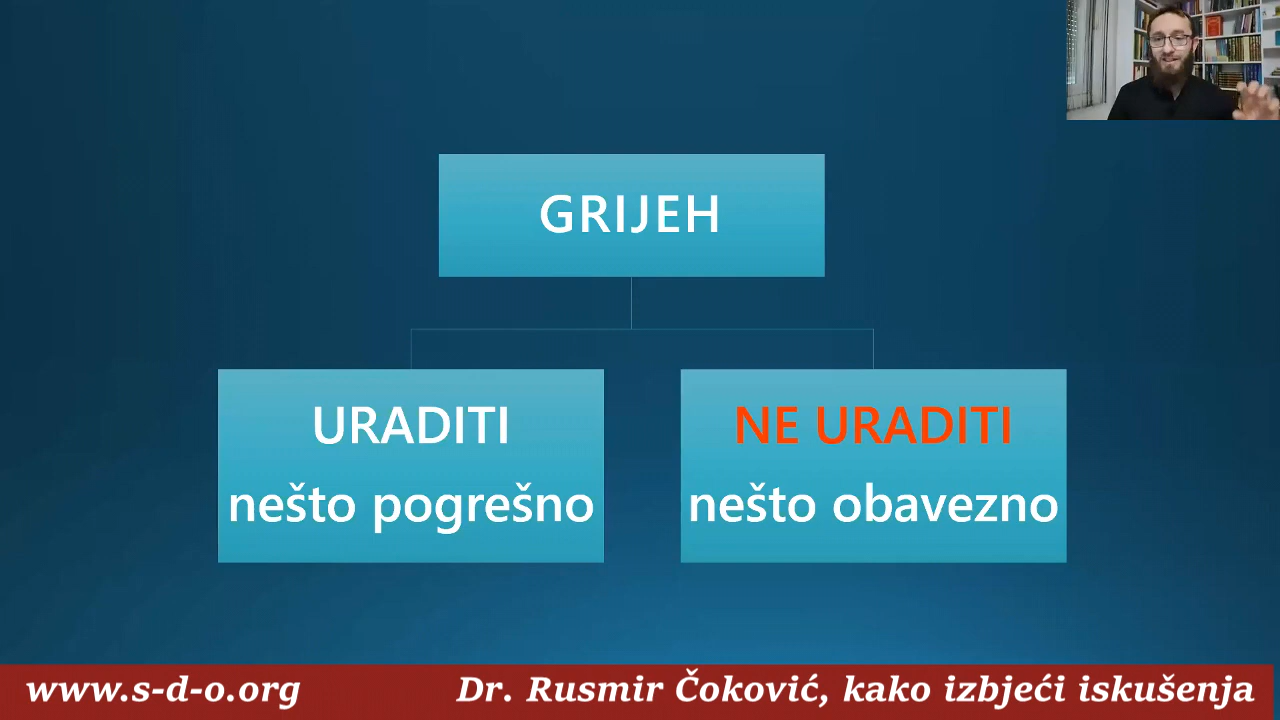 GRIJEH
URADITI
nešto pogrešno
NE URADITI
nešto obavezno
www.s-d-o.org
Dr. Rusmir Čoković, kako izbjeći iskušenja